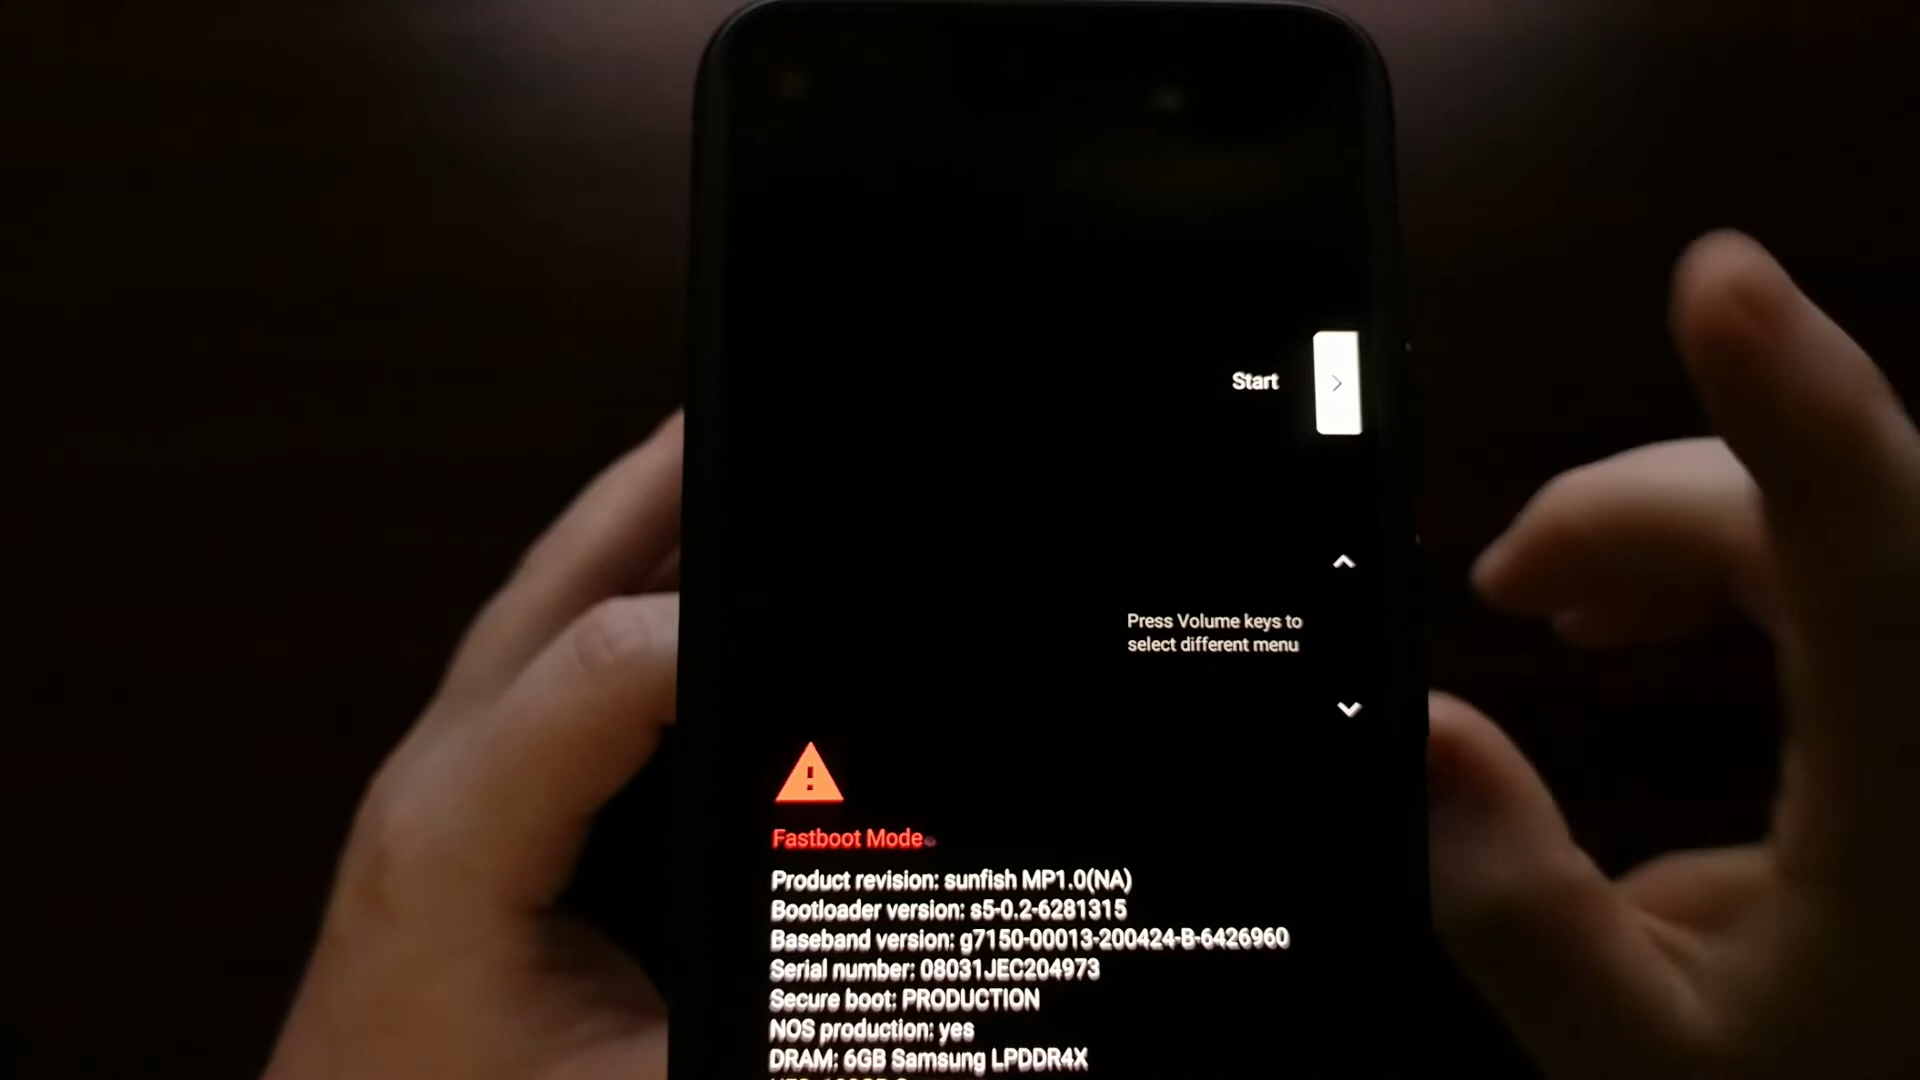 Start
Press Volume keys to
select different menu
Fastboot Mode
Product revision: sunfish MP1.0(NA)
Bootloader version: s5-0.2-6281315
Baseband version: g7150-00013-200424-B-6426960
Serial number: 08031JEC204973
Secure boot: PRODUCTION
NOS production: yes
DRAM: 6GB Samsung LPDDR4X